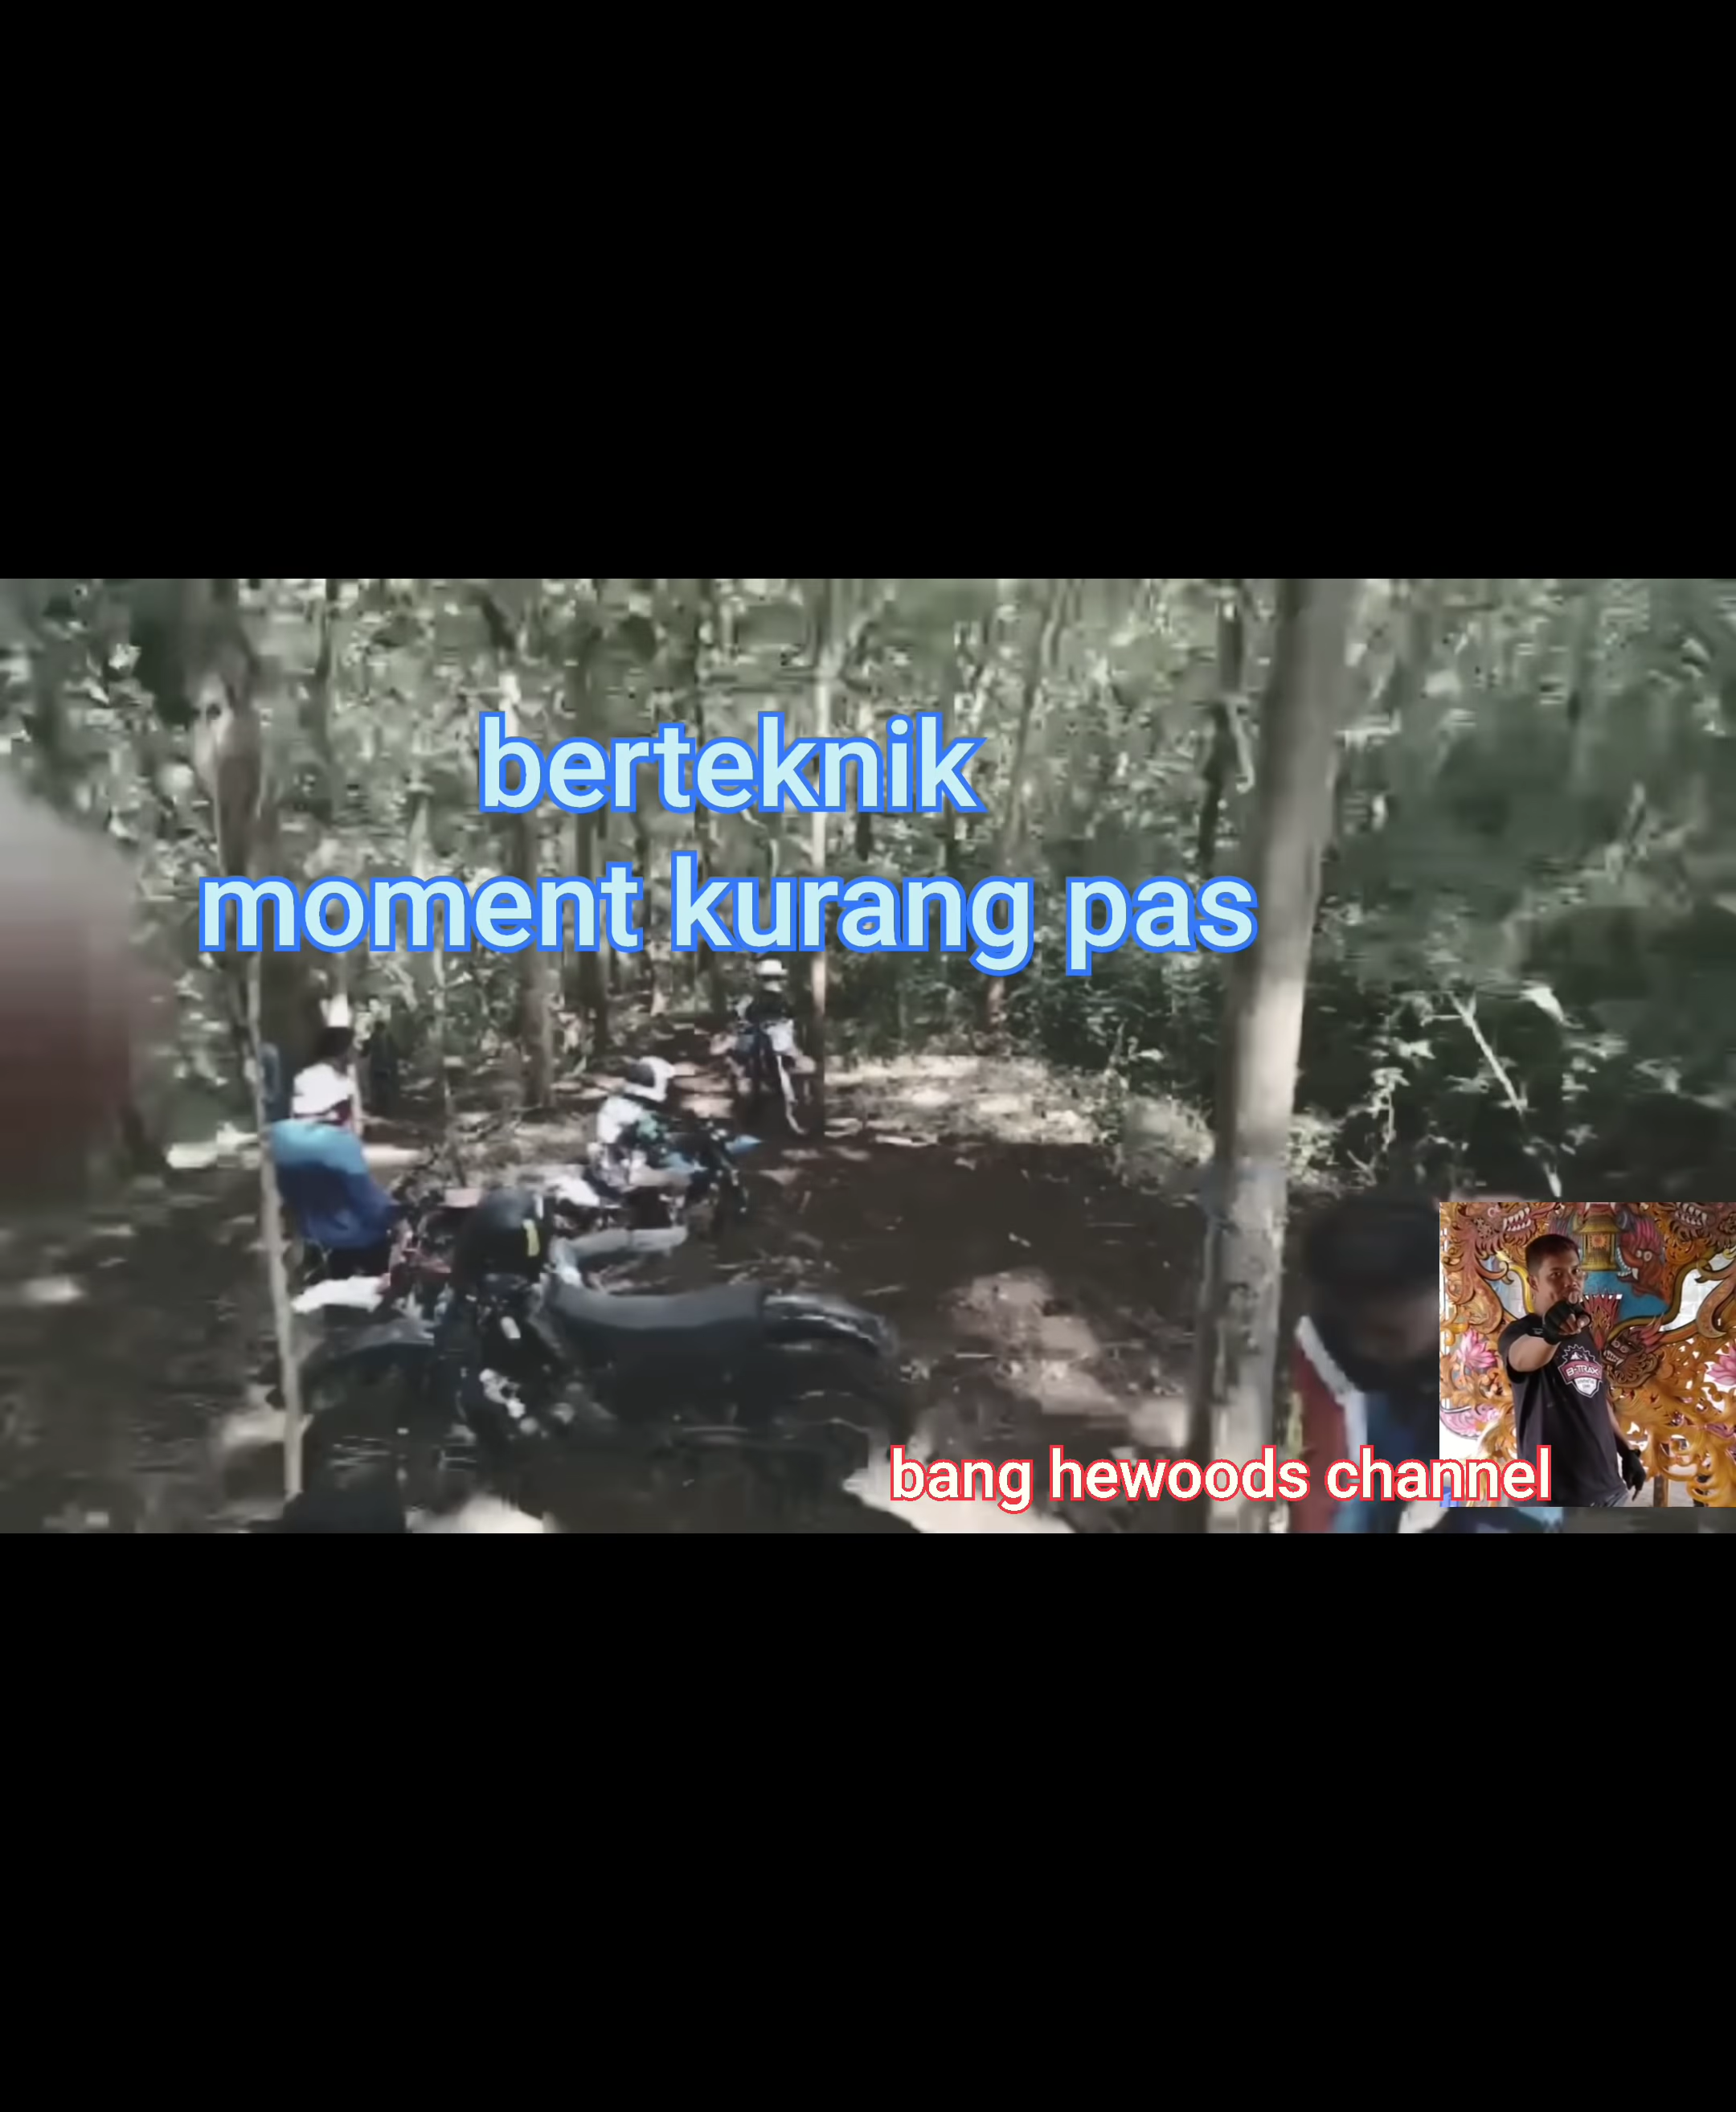 berteknik
moment kurang pas
bang hewoods channel